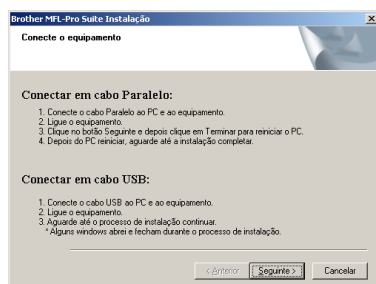 Brother MFL-Pro Suite Instalação
Conecte o equipamento
Conectar em cabo Paralelo:
1. Conecte o cabo Paralelo ao PC e ao equipamento.
2. Ligue o equipamento.
3. Clique no botão Seguinte e depois clique em Terminar para reiniciar o PC.
4. Depois do PC reiniciar, aguarde até a instalação completar.
Conectar em cabo USB:
1. Conecte o cabo USB ao PC e ao equipamento.
2. Ligue o equipamento.
3. Aguarde até o processo de instalação continuar.
* Alguns windows abrei e fecham durante o processo de instalação.
< Anterior Seguinte > Cancelar